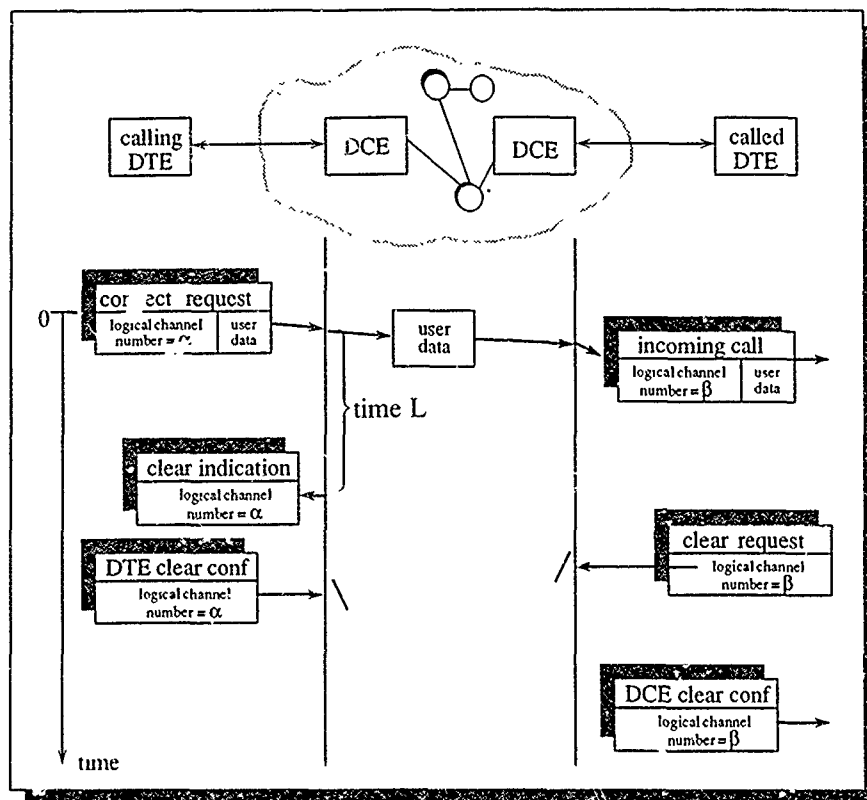 calling
DTE
DCE
DCE
called
DTE
0
request
logical channel
number =
user
data
user
data
incoming call
logical channel
number = β
user
data
time L
clear indication
logical channel
number = α
clear request
logical channel
number = β
DTE clear conf
logical channel
number = α
DCE clear conf
logical channel
number = β
time